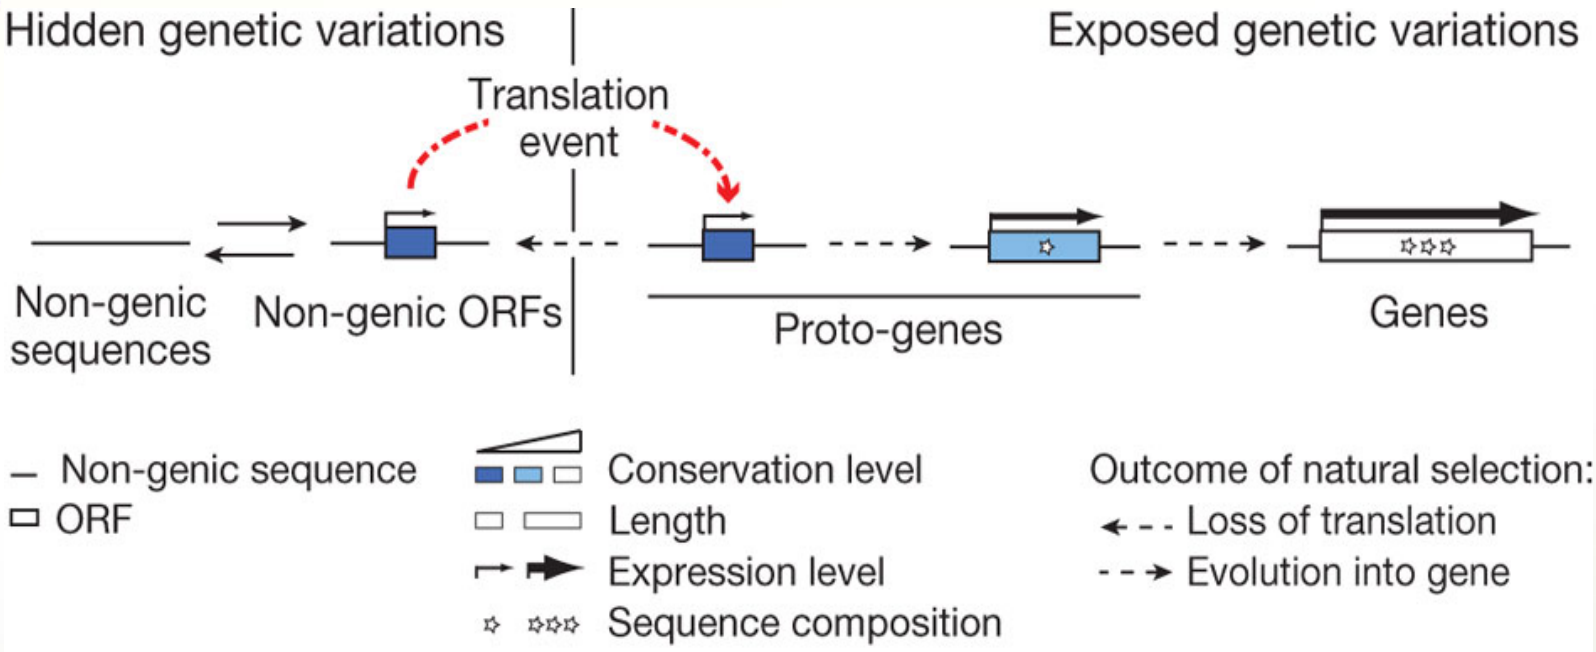 Hidden genetic variations
Exposed genetic variations
Translation
event
Non-genic
sequences
Non-genic ORFs
Proto-genes
Genes
Non-genic sequence
ORF
Conservation level
Length
Expression level
Sequence composition
Outcome of natural selection:
Loss of translation
Evolution into gene